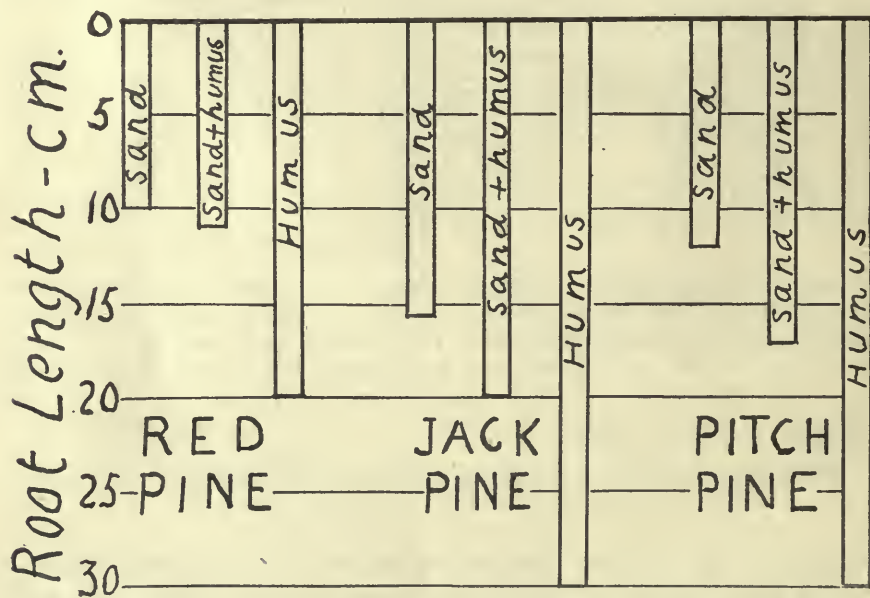 Root Length - cm.
0
5
10
15
20
25
30
sand
sand+humus
Humus
sand
sand+humus
Humus
sand
sand+humus
Humus
RED
PINE
JACK
PINE
PITCH
PINE